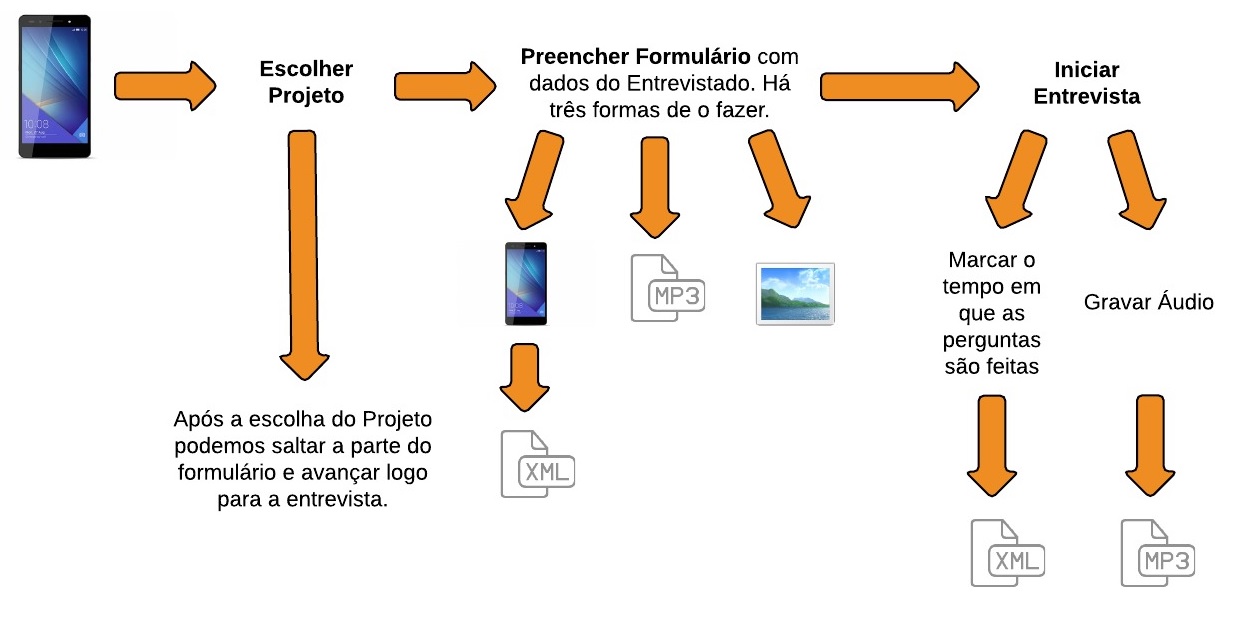 Escolher
Projeto
Preencher Formulário com
dados do Entrevistado. Há
três formas de o fazer.
Iniciar
Entrevista
10:08
MP3
Marcar o
tempo em
que as
perguntas
são feitas
Gravar Áudio
Após a escolha do Projeto
podemos saltar a parte do
formulário e avançar logo
para a entrevista.
XML
XML
MP3